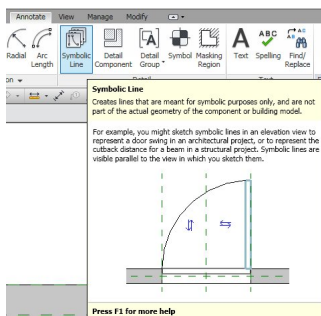 Annotate View Manage Modify
Radial Arc Length Symbolic Line Detail Component Detail Group Symbol Masking Region Text Spelling Find/ Replace
Symbolic Line
Creates lines that are meant for symbolic purposes only, and are not
part of the actual geometry of the component or building model.
For example, you might sketch symbolic lines in an elevation view to
represent a door swing in an architectural project, or to represent the
cutback distance for a beam in a structural project. Symbolic lines are
visible parallel to the view in which you sketch them.
Press F1 for more help